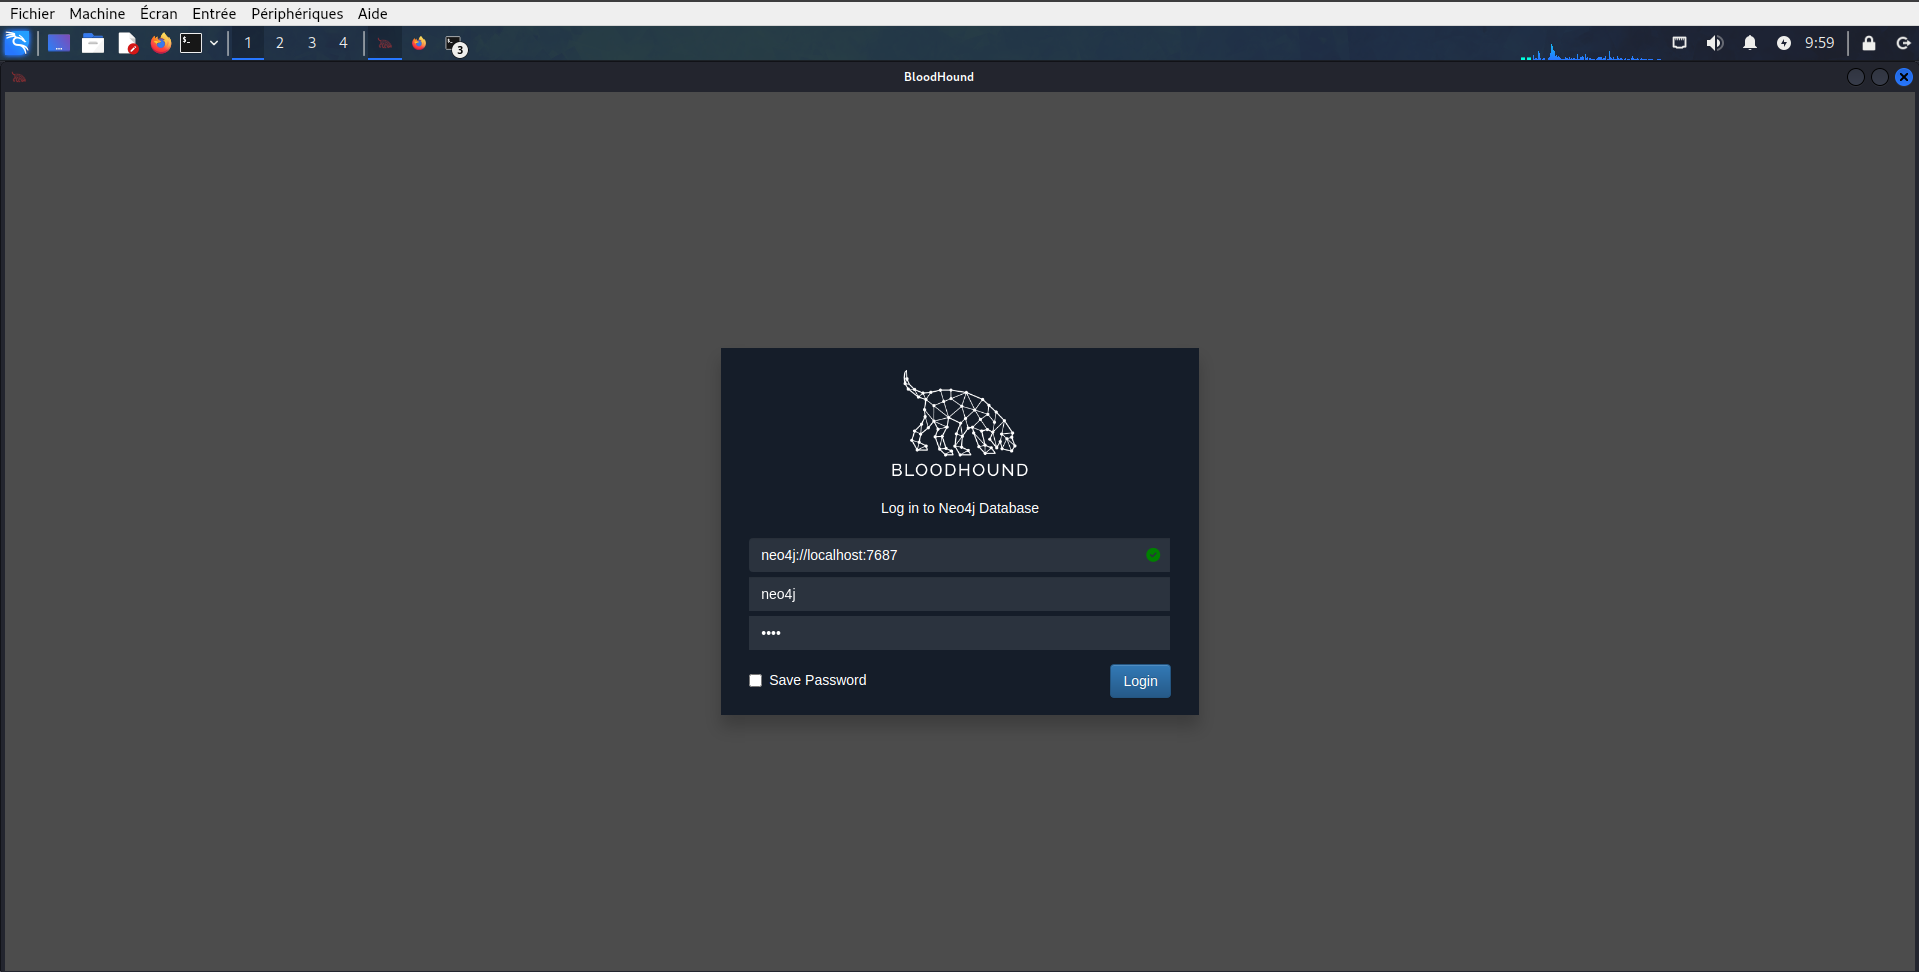 Fichier Machine Écran Entrée Périphériques Aide
1 2 3 4 3 9:59
BloodHound
BLOODHOUND
Log in to Neo4j Database
neo4j://localhost:7687
neo4j
••••
Save Password Login